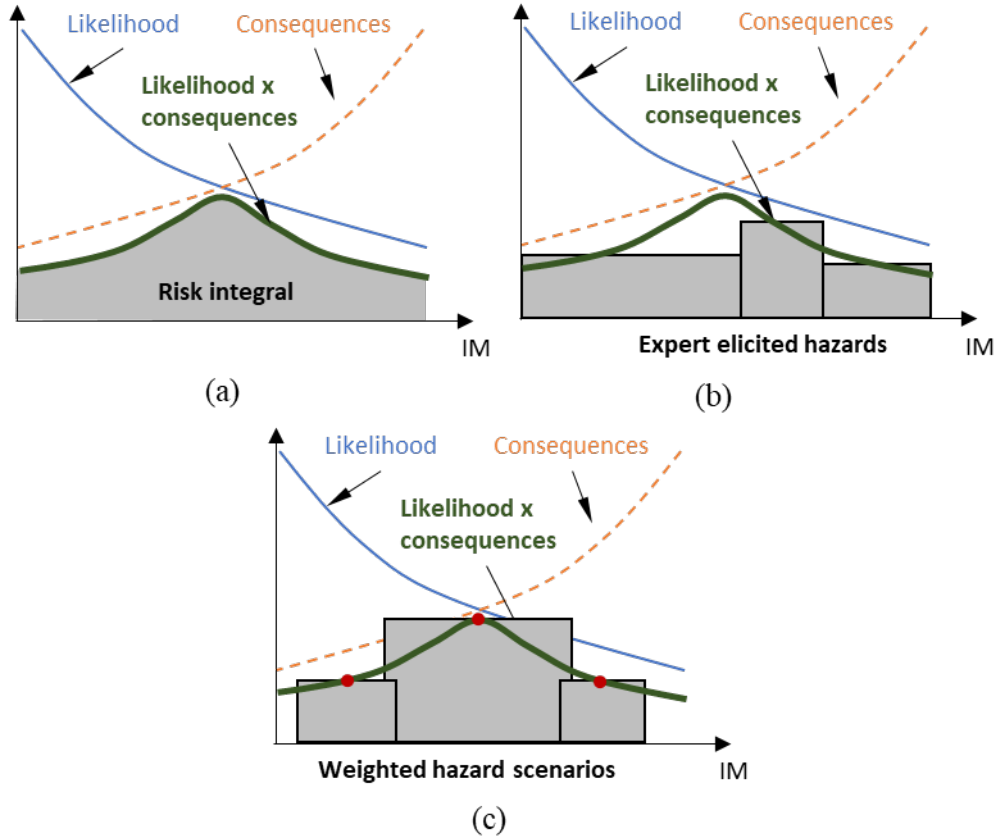 Likelihood
Consequences
Likelihood x
consequences
Risk integral
IM
(a)
Likelihood
Consequences
Likelihood x
consequences
Expert elicited hazards
IM
(b)
Likelihood
Consequences
Likelihood x
consequences
Weighted hazard scenarios
IM
(c)